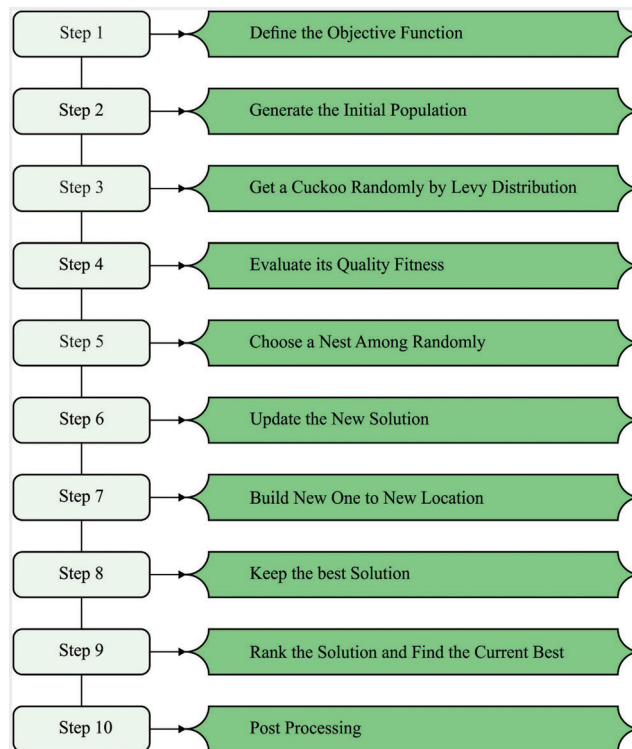 Step 1
Define the Objective Function
Step 2
Generate the Initial Population
Step 3
Get a Cuckoo Randomly by Levy Distribution
Step 4
Evaluate its Quality Fitness
Step 5
Choose a Nest Among Randomly
Step 6
Update the New Solution
Step 7
Build New One to New Location
Step 8
Keep the best Solution
Step 9
Rank the Solution and Find the Current Best
Step 10
Post Processing